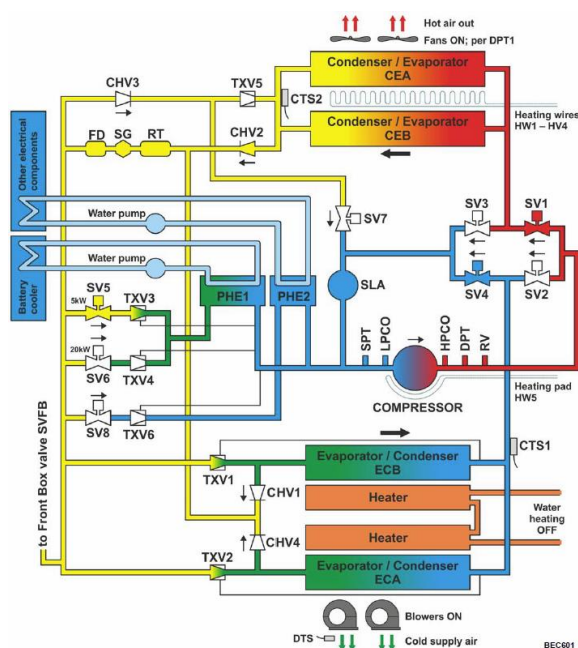 Hot air out
Fans ON; per DPT1
CHV3
TXV5
Condenser / Evaporator
CEA
CTS2
Heating wires
HW1 – HV4
FD
SG
RT
CHV2
Condenser / Evaporator
CEB
Other electrical
components
Water pump
SV7
SV3
SV1
Battery
cooler
Water pump
SV5
5kW
TXV3
PHE1
PHE2
SLA
SV4
SV2
20kW
SV6
TXV4
SPT
LPCO
HPCO
DPT
RV
SV8
TXV6
COMPRESSOR
Heating pad
HW5
CTS1
TXV1
Evaporator / Condenser
ECB
CHV1
Heater
Water
heating
OFF
CHV4
Heater
to Front Box valve SVFB
TXV2
Evaporator / Condenser
ECA
Blowers ON
DTS
Cold supply air
BEC601